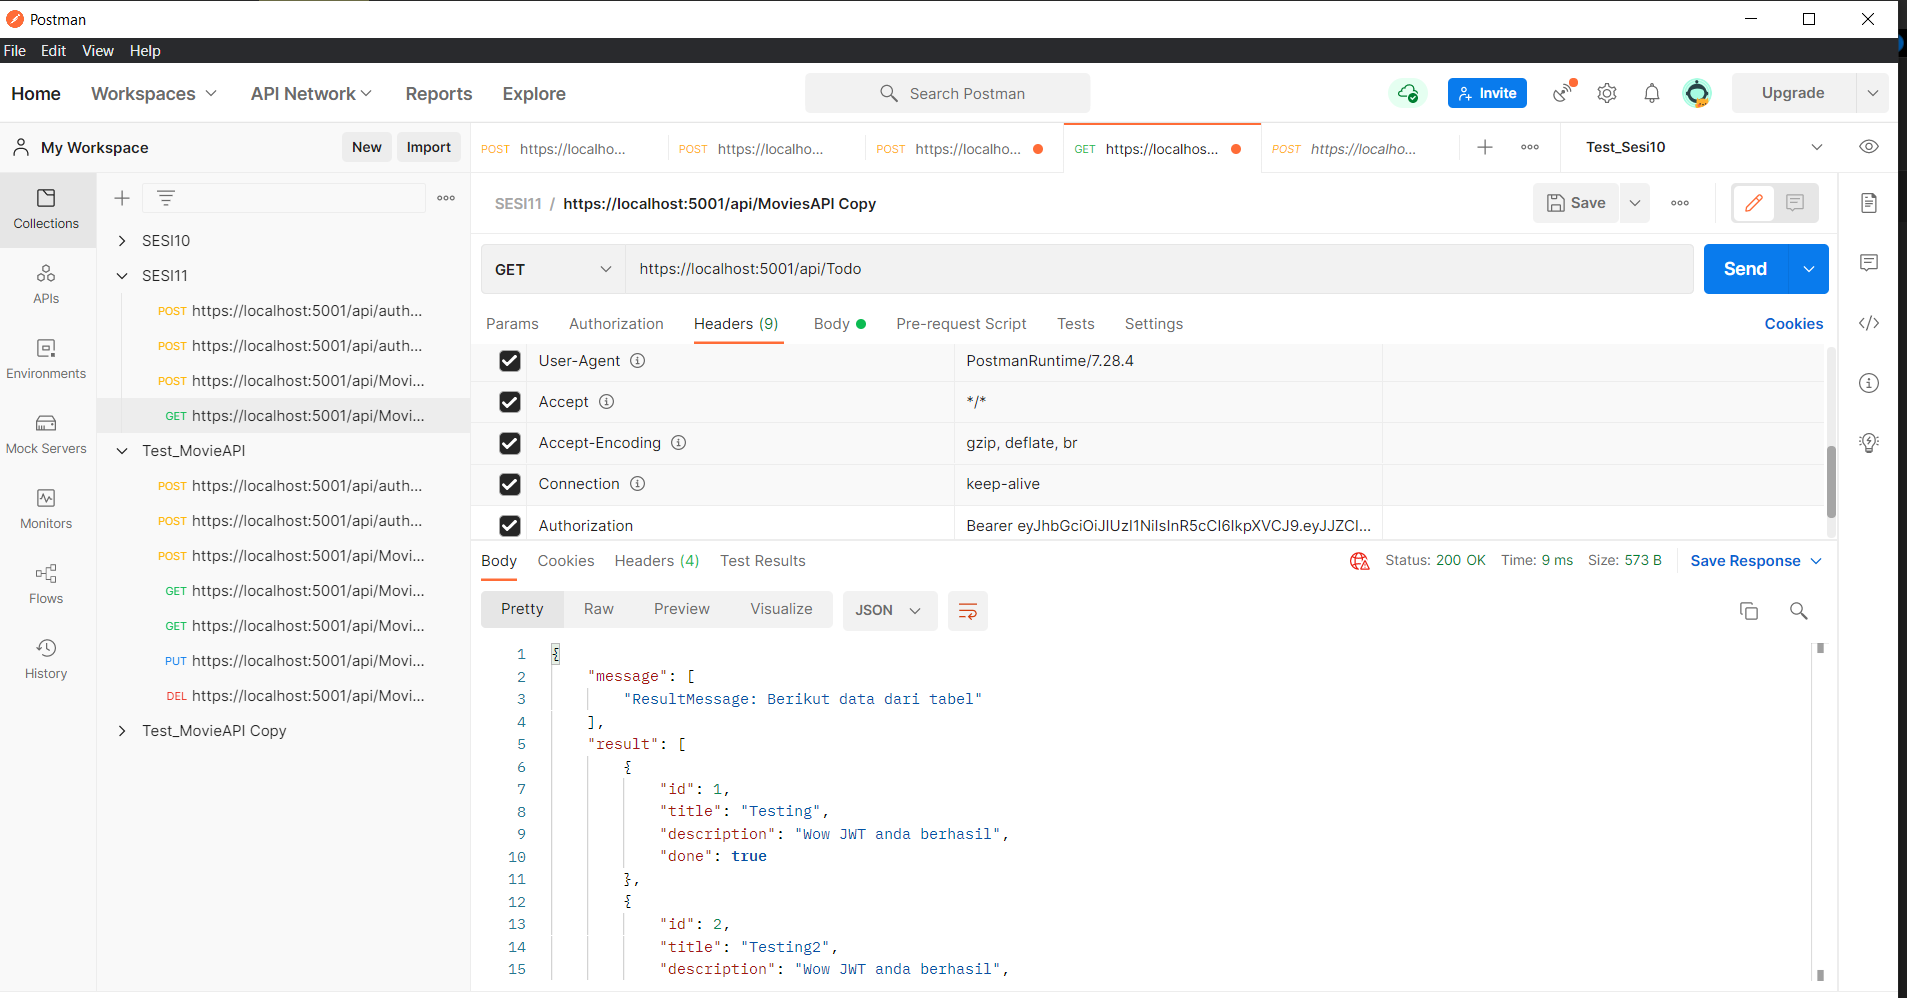 Postman
File Edit View Help
Home Workspaces API Network Reports Explore Search Postman Invite Upgrade
My Workspace New Import
POST https://localho... POST https://localho... POST https://localho... GET https://localhos... POST https://localho... Test_Sesi10
Collections
APIs
Environments
Mock Servers
Monitors
Flows
History
SESI10
SESI11
POST https://localhost:5001/api/auth...
POST https://localhost:5001/api/auth...
POST https://localhost:5001/api/Movi...
GET https://localhost:5001/api/Movi...
Test_MovieAPI
POST https://localhost:5001/api/auth...
POST https://localhost:5001/api/auth...
POST https://localhost:5001/api/Movi...
GET https://localhost:5001/api/Movi...
GET https://localhost:5001/api/Movi...
PUT https://localhost:5001/api/Movi...
DEL https://localhost:5001/api/Movi...
Test_MovieAPI Copy
SESI11 / https://localhost:5001/api/MoviesAPI Copy Save
GET https://localhost:5001/api/Todo Send
Params Authorization Headers (9) Body Pre-request Script Tests Settings Cookies
User-Agent PostmanRuntime/7.28.4
Accept */*
Accept-Encoding gzip, deflate, br
Connection keep-alive
Authorization Bearer eyJhbGciOiJIUzI1NiIsInR5cCI6IkpXVCJ9.eyJJZCI...
Body Cookies Headers (4) Test Results Status: 200 OK Time: 9 ms Size: 573 B Save Response
Pretty Raw Preview Visualize JSON
1 {
2 "message": [
3 "ResultMessage: Berikut data dari tabel"
4 ],
5 "result": [
6 {
7 "id": 1,
8 "title": "Testing",
9 "description": "Wow JWT anda berhasil",
10 "done": true
11 },
12 {
13 "id": 2,
14 "title": "Testing2",
15 "description": "Wow JWT anda berhasil",